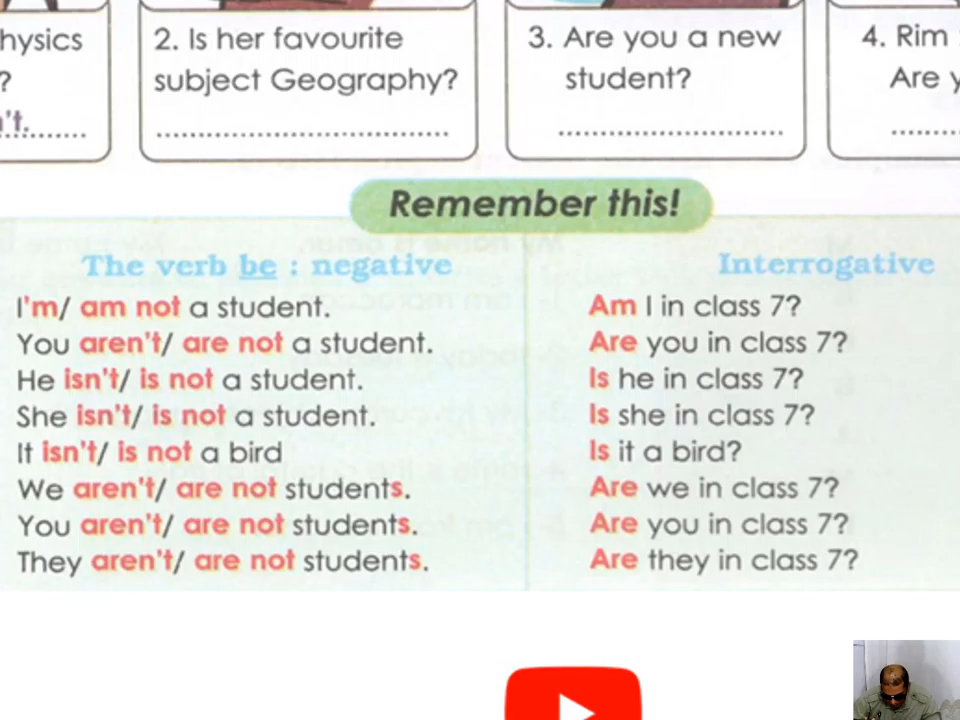 hysics
?
't.
2. Is her favourite
subject Geography?
3. Are you a new
student?
4. Rim
Are y
Remember this!
The verb be : negative
I'm/ am not a student.
You aren't/ are not a student.
He isn't/ is not a student.
She isn't/ is not a student.
It isn't/ is not a bird
We aren't/ are not students.
You aren't/ are not students.
They aren't/ are not students.
Interrogative
Am I in class 7?
Are you in class 7?
Is he in class 7?
Is she in class 7?
Is it a bird?
Are we in class 7?
Are you in class 7?
Are they in class 7?